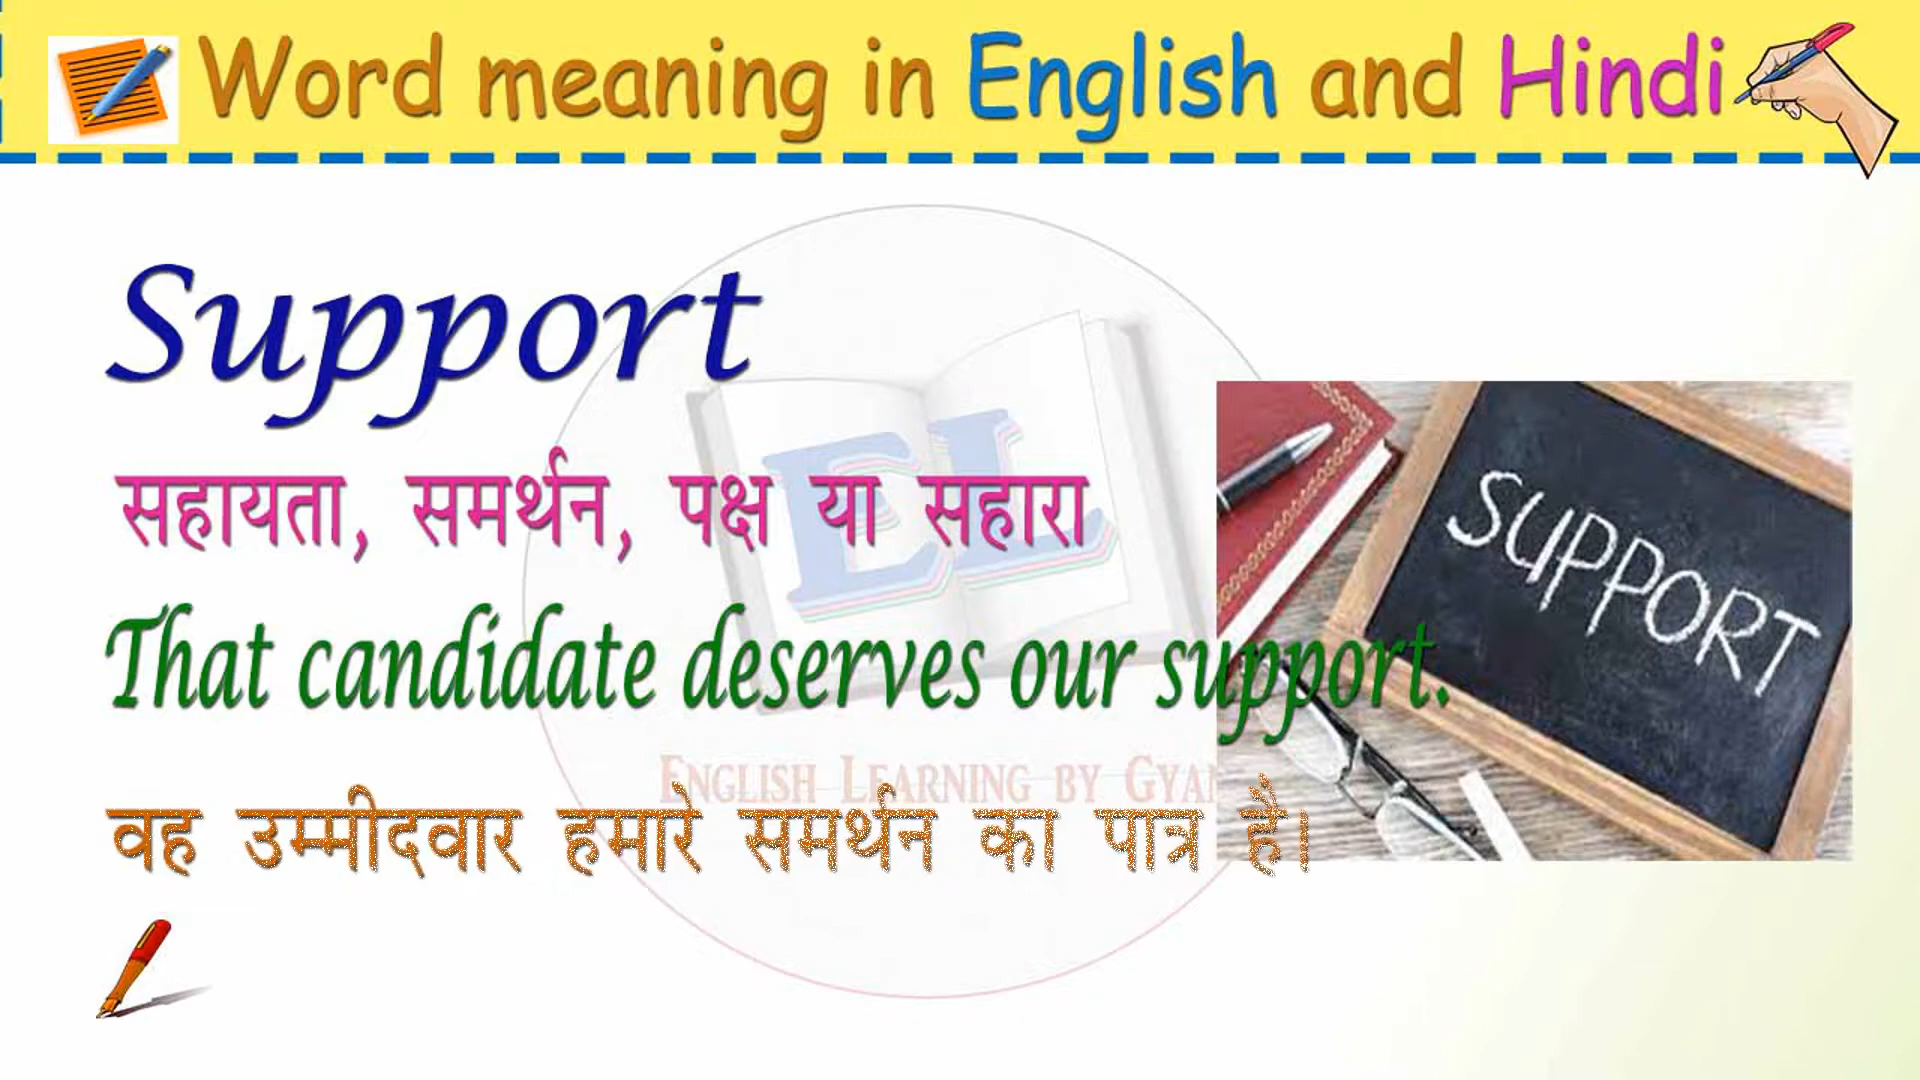 Word meaning in English and Hindi
Support
सहायता, समर्थन, पक्ष या सहारा
EL
SUPPORT
That candidate deserves our support.
ENGLISH LEARNING BY
वह उम्मीदवार हमारे समर्थन का पात्र है।